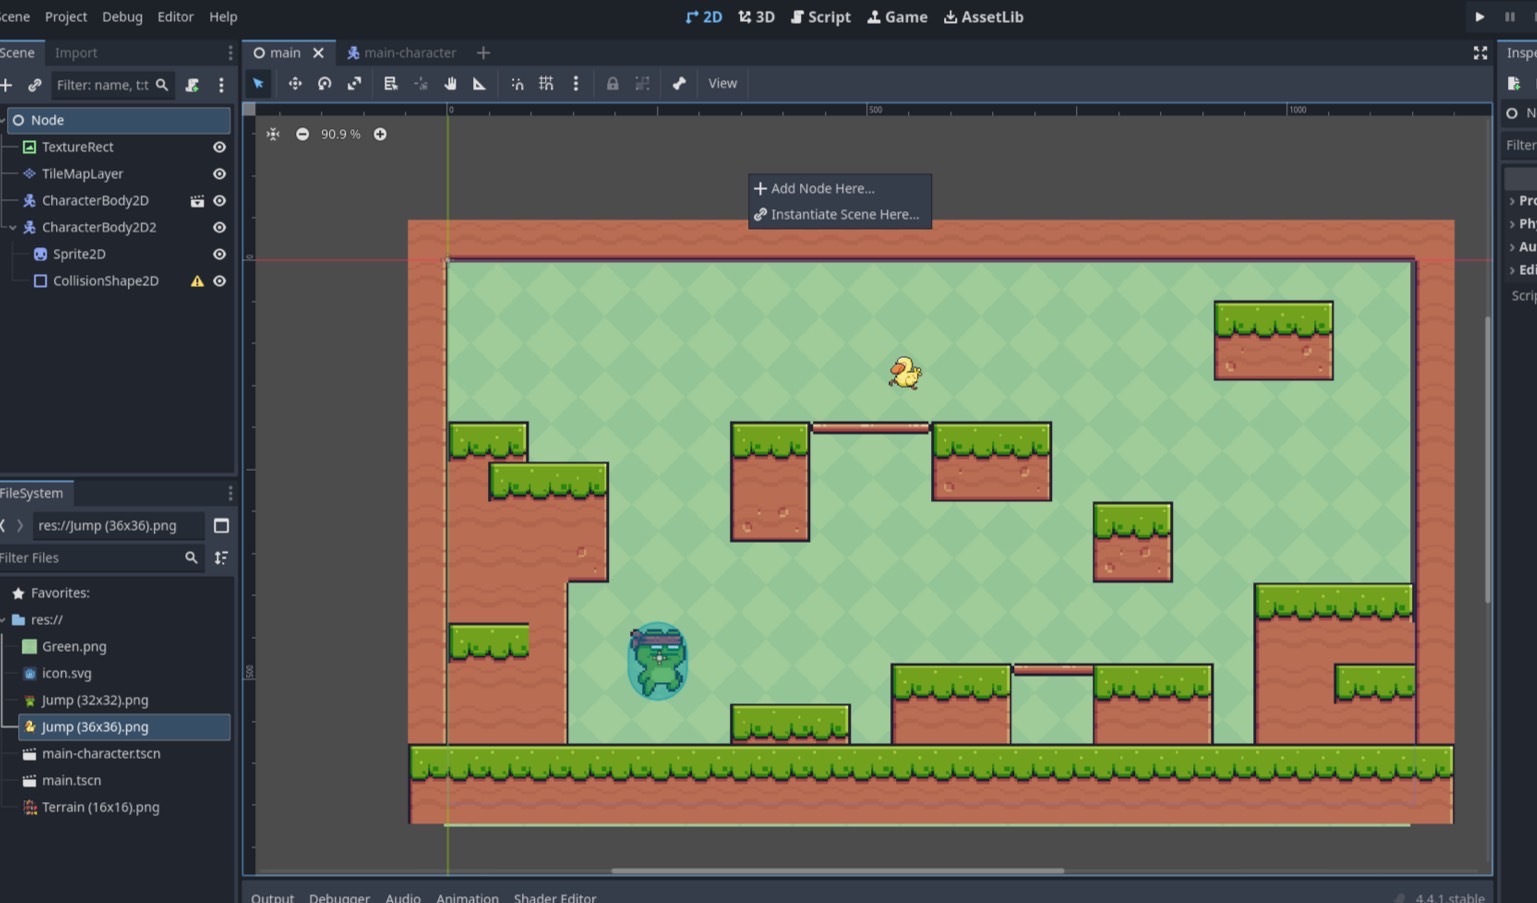 Scene Project Debug Editor Help
2D 3D Script Game AssetLib
Scene Import
main main-character
Inspe
Filter: name, t:t
View
0 500 1000
Node
N
90.9 %
TextureRect
Filter
TileMapLayer
Add Node Here...
CharacterBody2D
Pro
Instantiate Scene Here...
CharacterBody2D2
Phy
Au
Sprite2D
0
Edi
CollisionShape2D
Scrip
FileSystem
res://Jump (36x36).png
Filter Files
Favorites:
res://
Green.png
icon.svg
500
Jump (32x32).png
Jump (36x36).png
main-character.tscn
main.tscn
Terrain (16x16).png
Output Debugger Audio Animation Shader Editor 4.4.1.stable